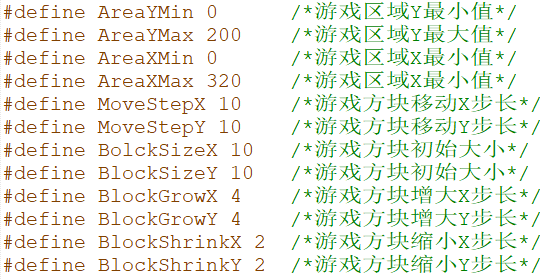 #define AreaYMin 0 /*游戏区域Y最小值*/
#define AreaYMax 200 /*游戏区域Y最大值*/
#define AreaXMin 0 /*游戏区域X最小值*/
#define AreaXMax 320 /*游戏区域X最小值*/
#define MoveStepX 10 /*游戏方块移动X步长*/
#define MoveStepY 10 /*游戏方块移动Y步长*/
#define BolckSizeX 10 /*游戏方块初始大小*/
#define BlockSizeY 10 /*游戏方块初始大小*/
#define BlockGrowX 4 /*游戏方块增大X步长*/
#define BlockGrowY 4 /*游戏方块增大Y步长*/
#define BlockShrinkX 2 /*游戏方块缩小X步长*/
#define BlockShrinkY 2 /*游戏方块缩小Y步长*/